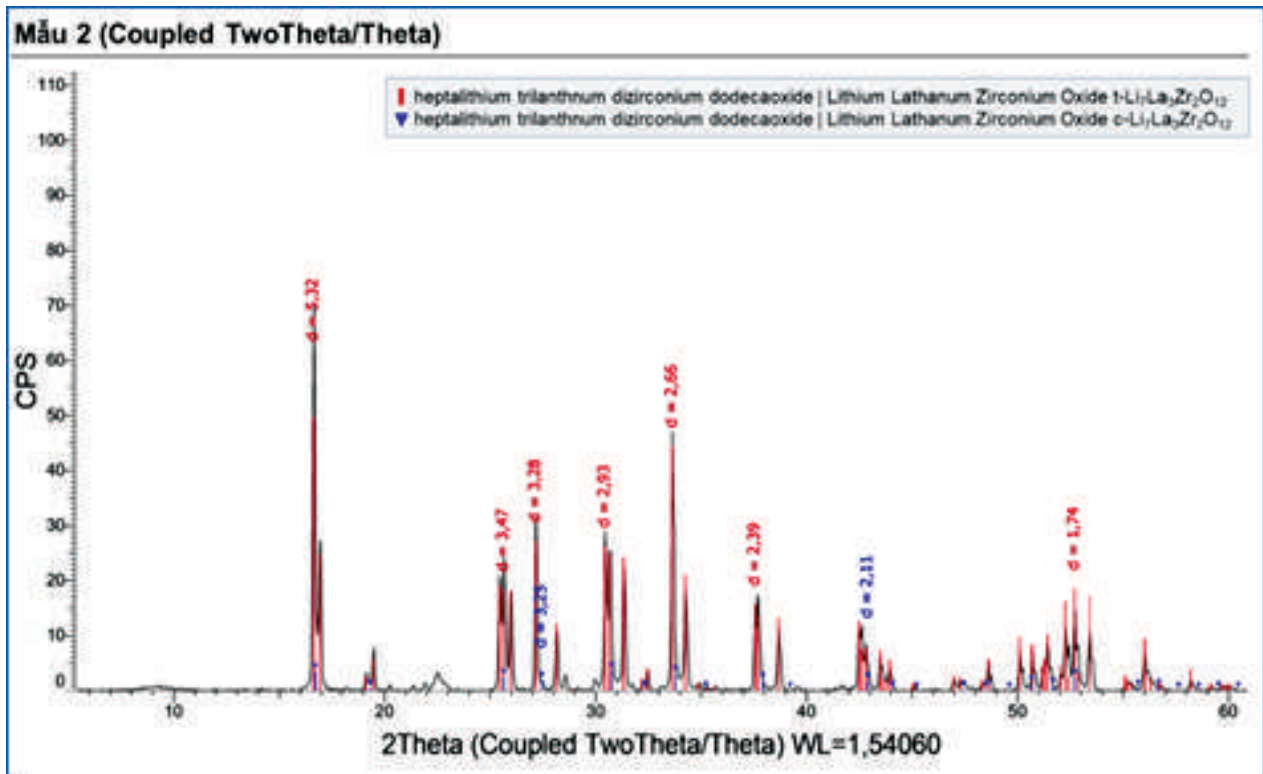 Mẫu 2 (Coupled TwoTheta/Theta)
heptalithium trilanthnum dizirconium dodecaoxide | Lithium Lathanum Zirconium Oxide t-Li₇La₃Zr₂O₁₂
heptalithium trilanthnum dizirconium dodecaoxide | Lithium Lathanum Zirconium Oxide c-Li₇La₃Zr₂O₁₂
110
100
90
80
70
60
50
40
30
20
10
0
CPS
d = 5,32
d = 3,47
d = 3,28
d = 3,25
d = 2,93
d = 2,66
d = 2,39
d = 2,11
d = 1,74
10 20 30 40 50 60
2Theta (Coupled TwoTheta/Theta) WL=1,54060